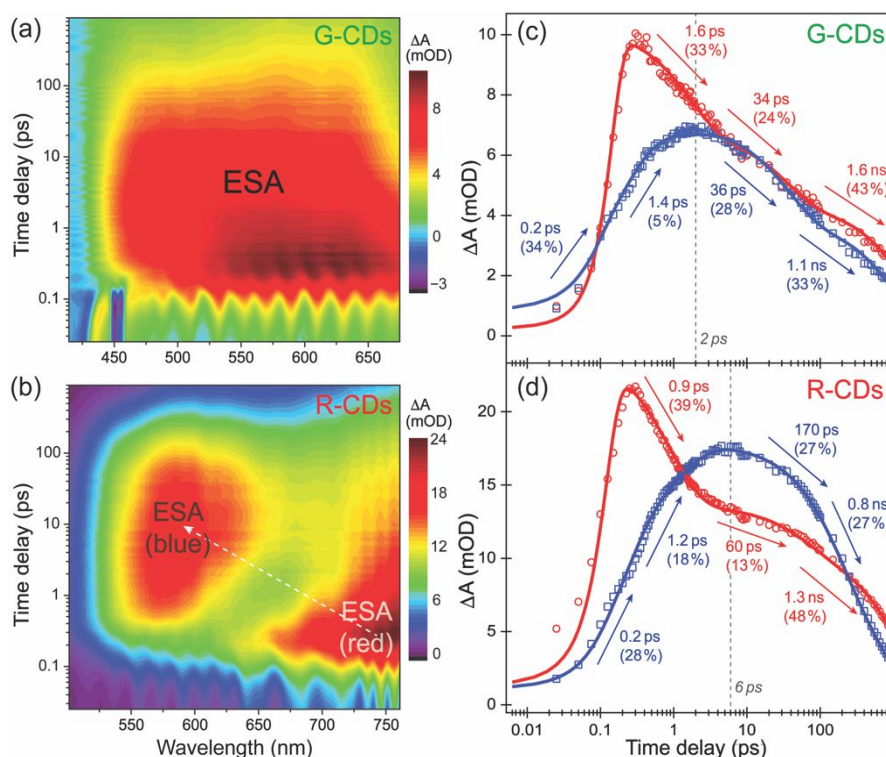 (a)
G-CDs
ΔA
(mOD)
8
4
0
−3
100
10
1
0.1
Time delay (ps)
ESA
450
500
550
600
650
(b)
R-CDs
ΔA
(mOD)
24
18
12
6
0
100
10
1
0.1
Time delay (ps)
ESA
(blue)
ESA
(red)
550
600
650
700
750
Wavelength (nm)
(c)
G-CDs
10
8
6
4
2
0
ΔA (mOD)
1.6 ps
(33%)
34 ps
(24%)
1.6 ns
(43%)
0.2 ps
(34%)
1.4 ps
(5%)
36 ps
(28%)
1.1 ns
(33%)
2 ps
(d)
R-CDs
20
15
10
5
0
ΔA (mOD)
0.9 ps
(39%)
170 ps
(27%)
0.8 ns
(27%)
1.2 ps
(18%)
60 ps
(13%)
1.3 ns
(48%)
0.2 ps
(28%)
6 ps
0.01
0.1
1
10
100
Time delay (ps)